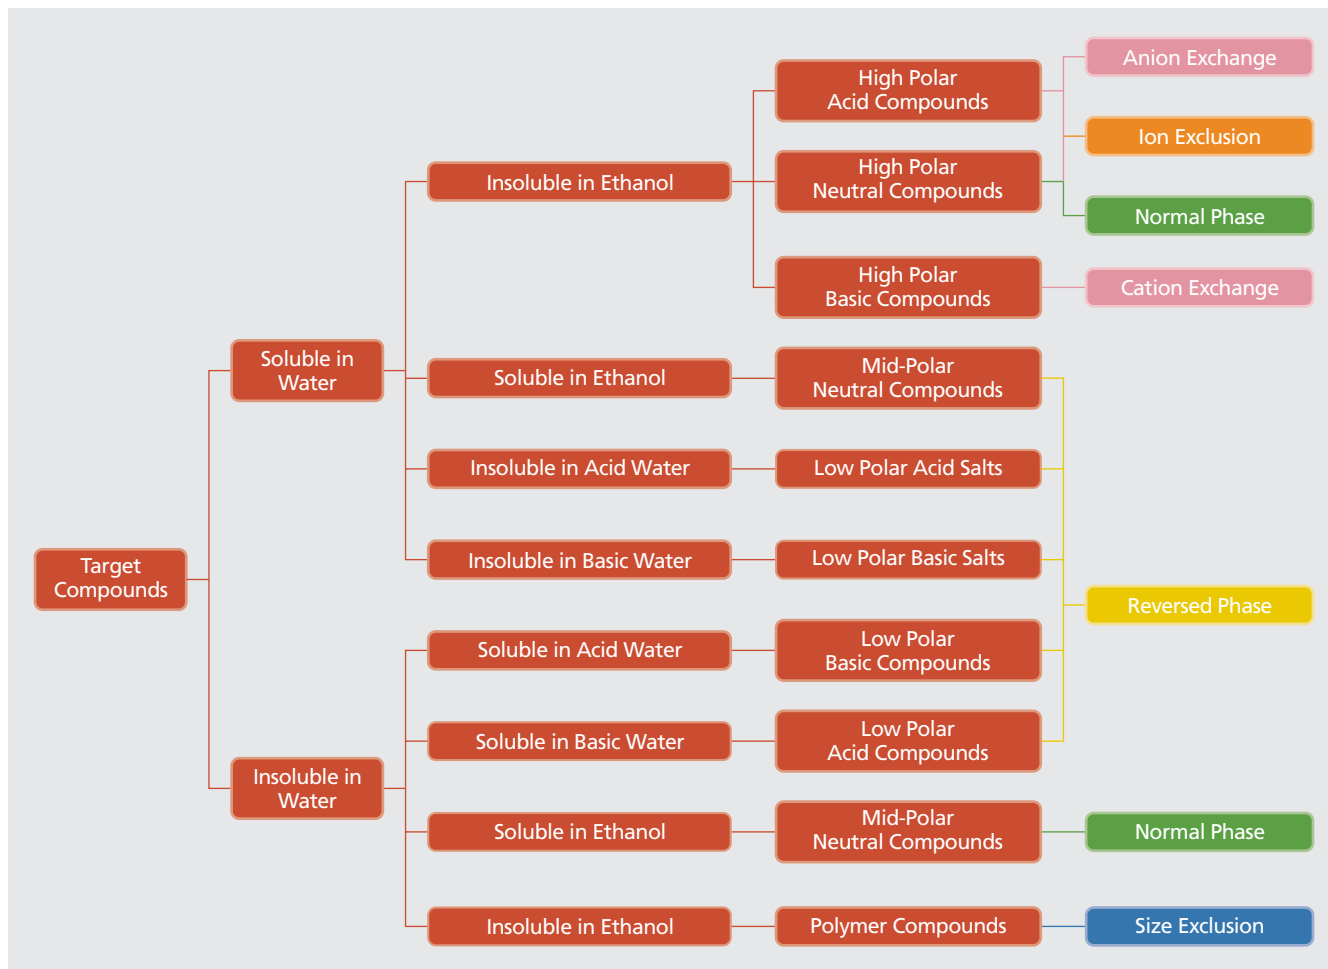 Target
Compounds
Soluble in
Water
Insoluble in
Water
Insoluble in Ethanol
Soluble in Ethanol
Insoluble in Acid Water
Insoluble in Basic Water
Soluble in Acid Water
Soluble in Basic Water
Soluble in Ethanol
Insoluble in Ethanol
High Polar
Acid Compounds
High Polar
Neutral Compounds
High Polar
Basic Compounds
Mid-Polar
Neutral Compounds
Low Polar Acid Salts
Low Polar Basic Salts
Low Polar
Basic Compounds
Low Polar
Acid Compounds
Mid-Polar
Neutral Compounds
Polymer Compounds
Anion Exchange
Ion Exclusion
Normal Phase
Cation Exchange
Reversed Phase
Normal Phase
Size Exclusion